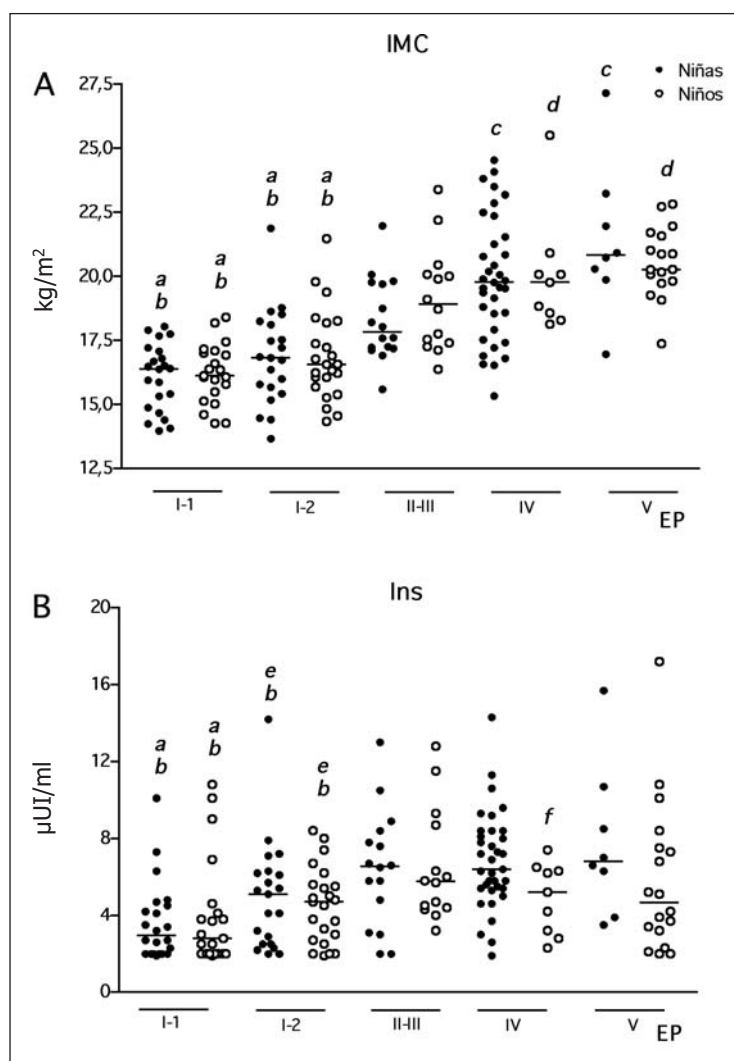 IMC
A
c
Niñas
Niños
27,5
25,0
22,5
20,0
17,5
15,0
12,5
kg/m²
a
b
a
b
a
b
a
b
c
d
d
I-1
I-2
II-III
IV
V
EP
B
Ins
20
16
12
8
4
0
µUI/ml
a
b
a
b
e
b
e
b
f
I-1
I-2
II-III
IV
V
EP